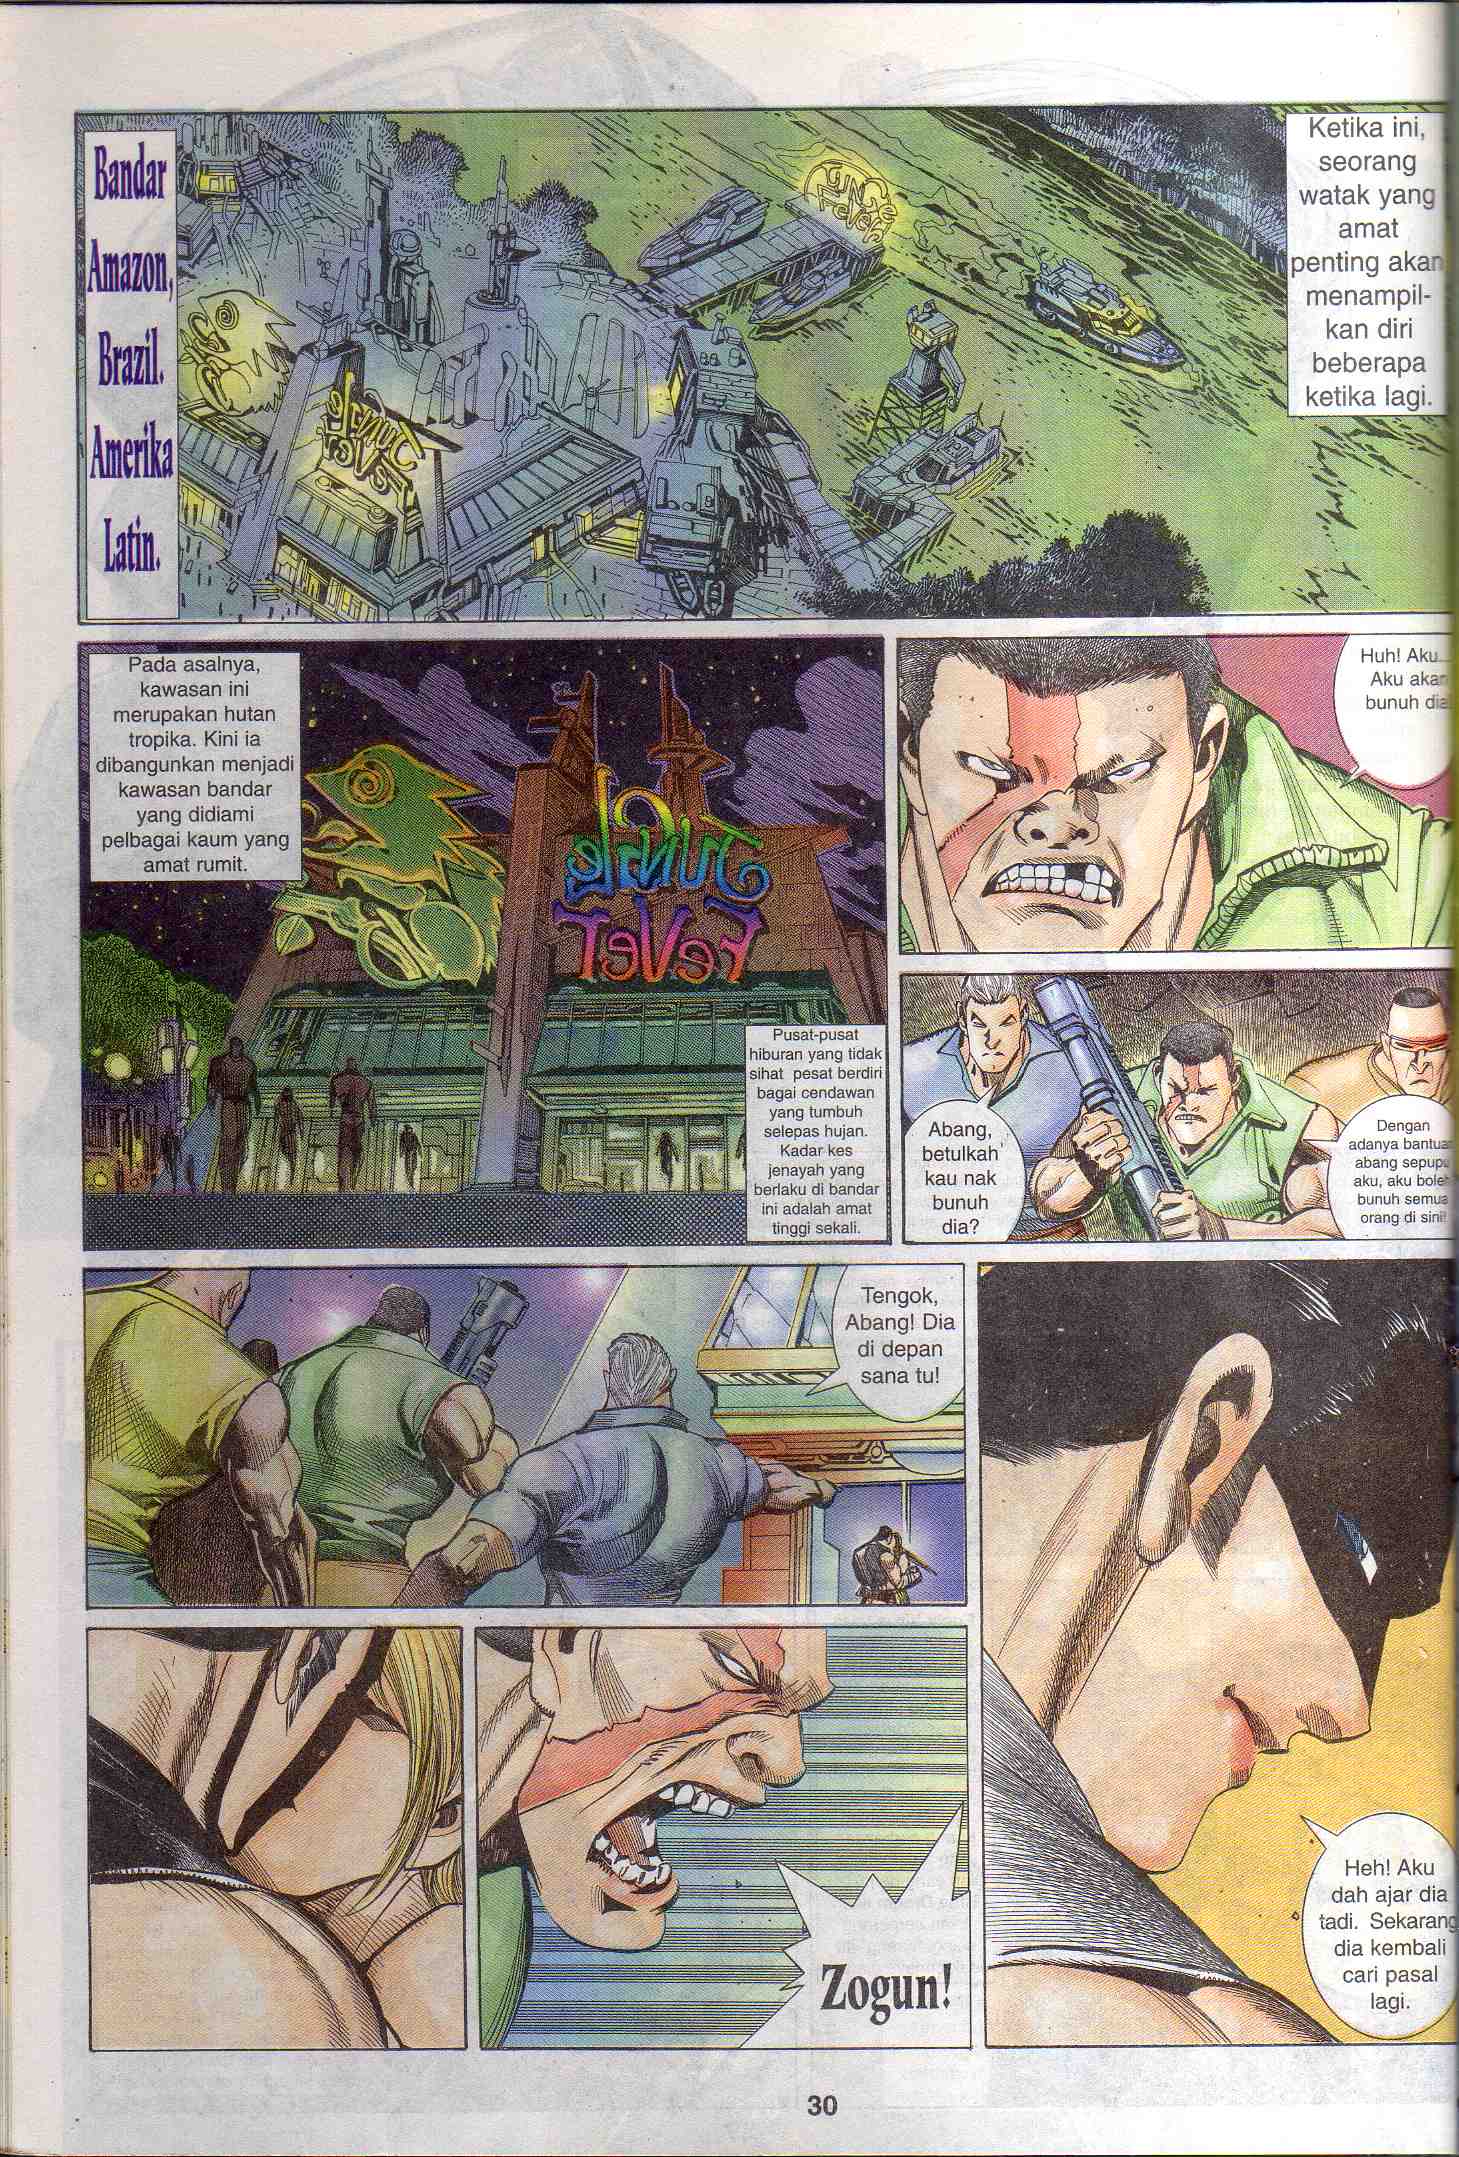 Bandar
Amazon,
Brazil.
Amerika
Latin.
Ketika ini,
seorang
watak yang
amat
penting akan
menampil-
kan diri
beberapa
ketika lagi.
Jungle
Fever
Jungle
Fever
Pada asalnya,
kawasan ini
merupakan hutan
tropika. Kini ia
dibangunkan menjadi
kawasan bandar
yang didiami
pelbagai kaum yang
amat rumit.
Jungle
Fever
Pusat-pusat
hiburan yang tidak
sihat pesat berdiri
bagai cendawan
yang tumbuh
selepas hujan.
Kadar kes
jenayah yang
berlaku di bandar
ini adalah amat
tinggi sekali.
Huh! Aku...
Aku akan
bunuh dia!
Abang,
betulkah
kau nak
bunuh
dia?
Dengan
adanya bantuan
abang sepupu
aku, aku boleh
bunuh semua
orang di sini!
Tengok,
Abang! Dia
di depan
sana tu!
Zogun!
Heh! Aku
dah ajar dia
tadi. Sekarang
dia kembali
cari pasal
lagi.
30